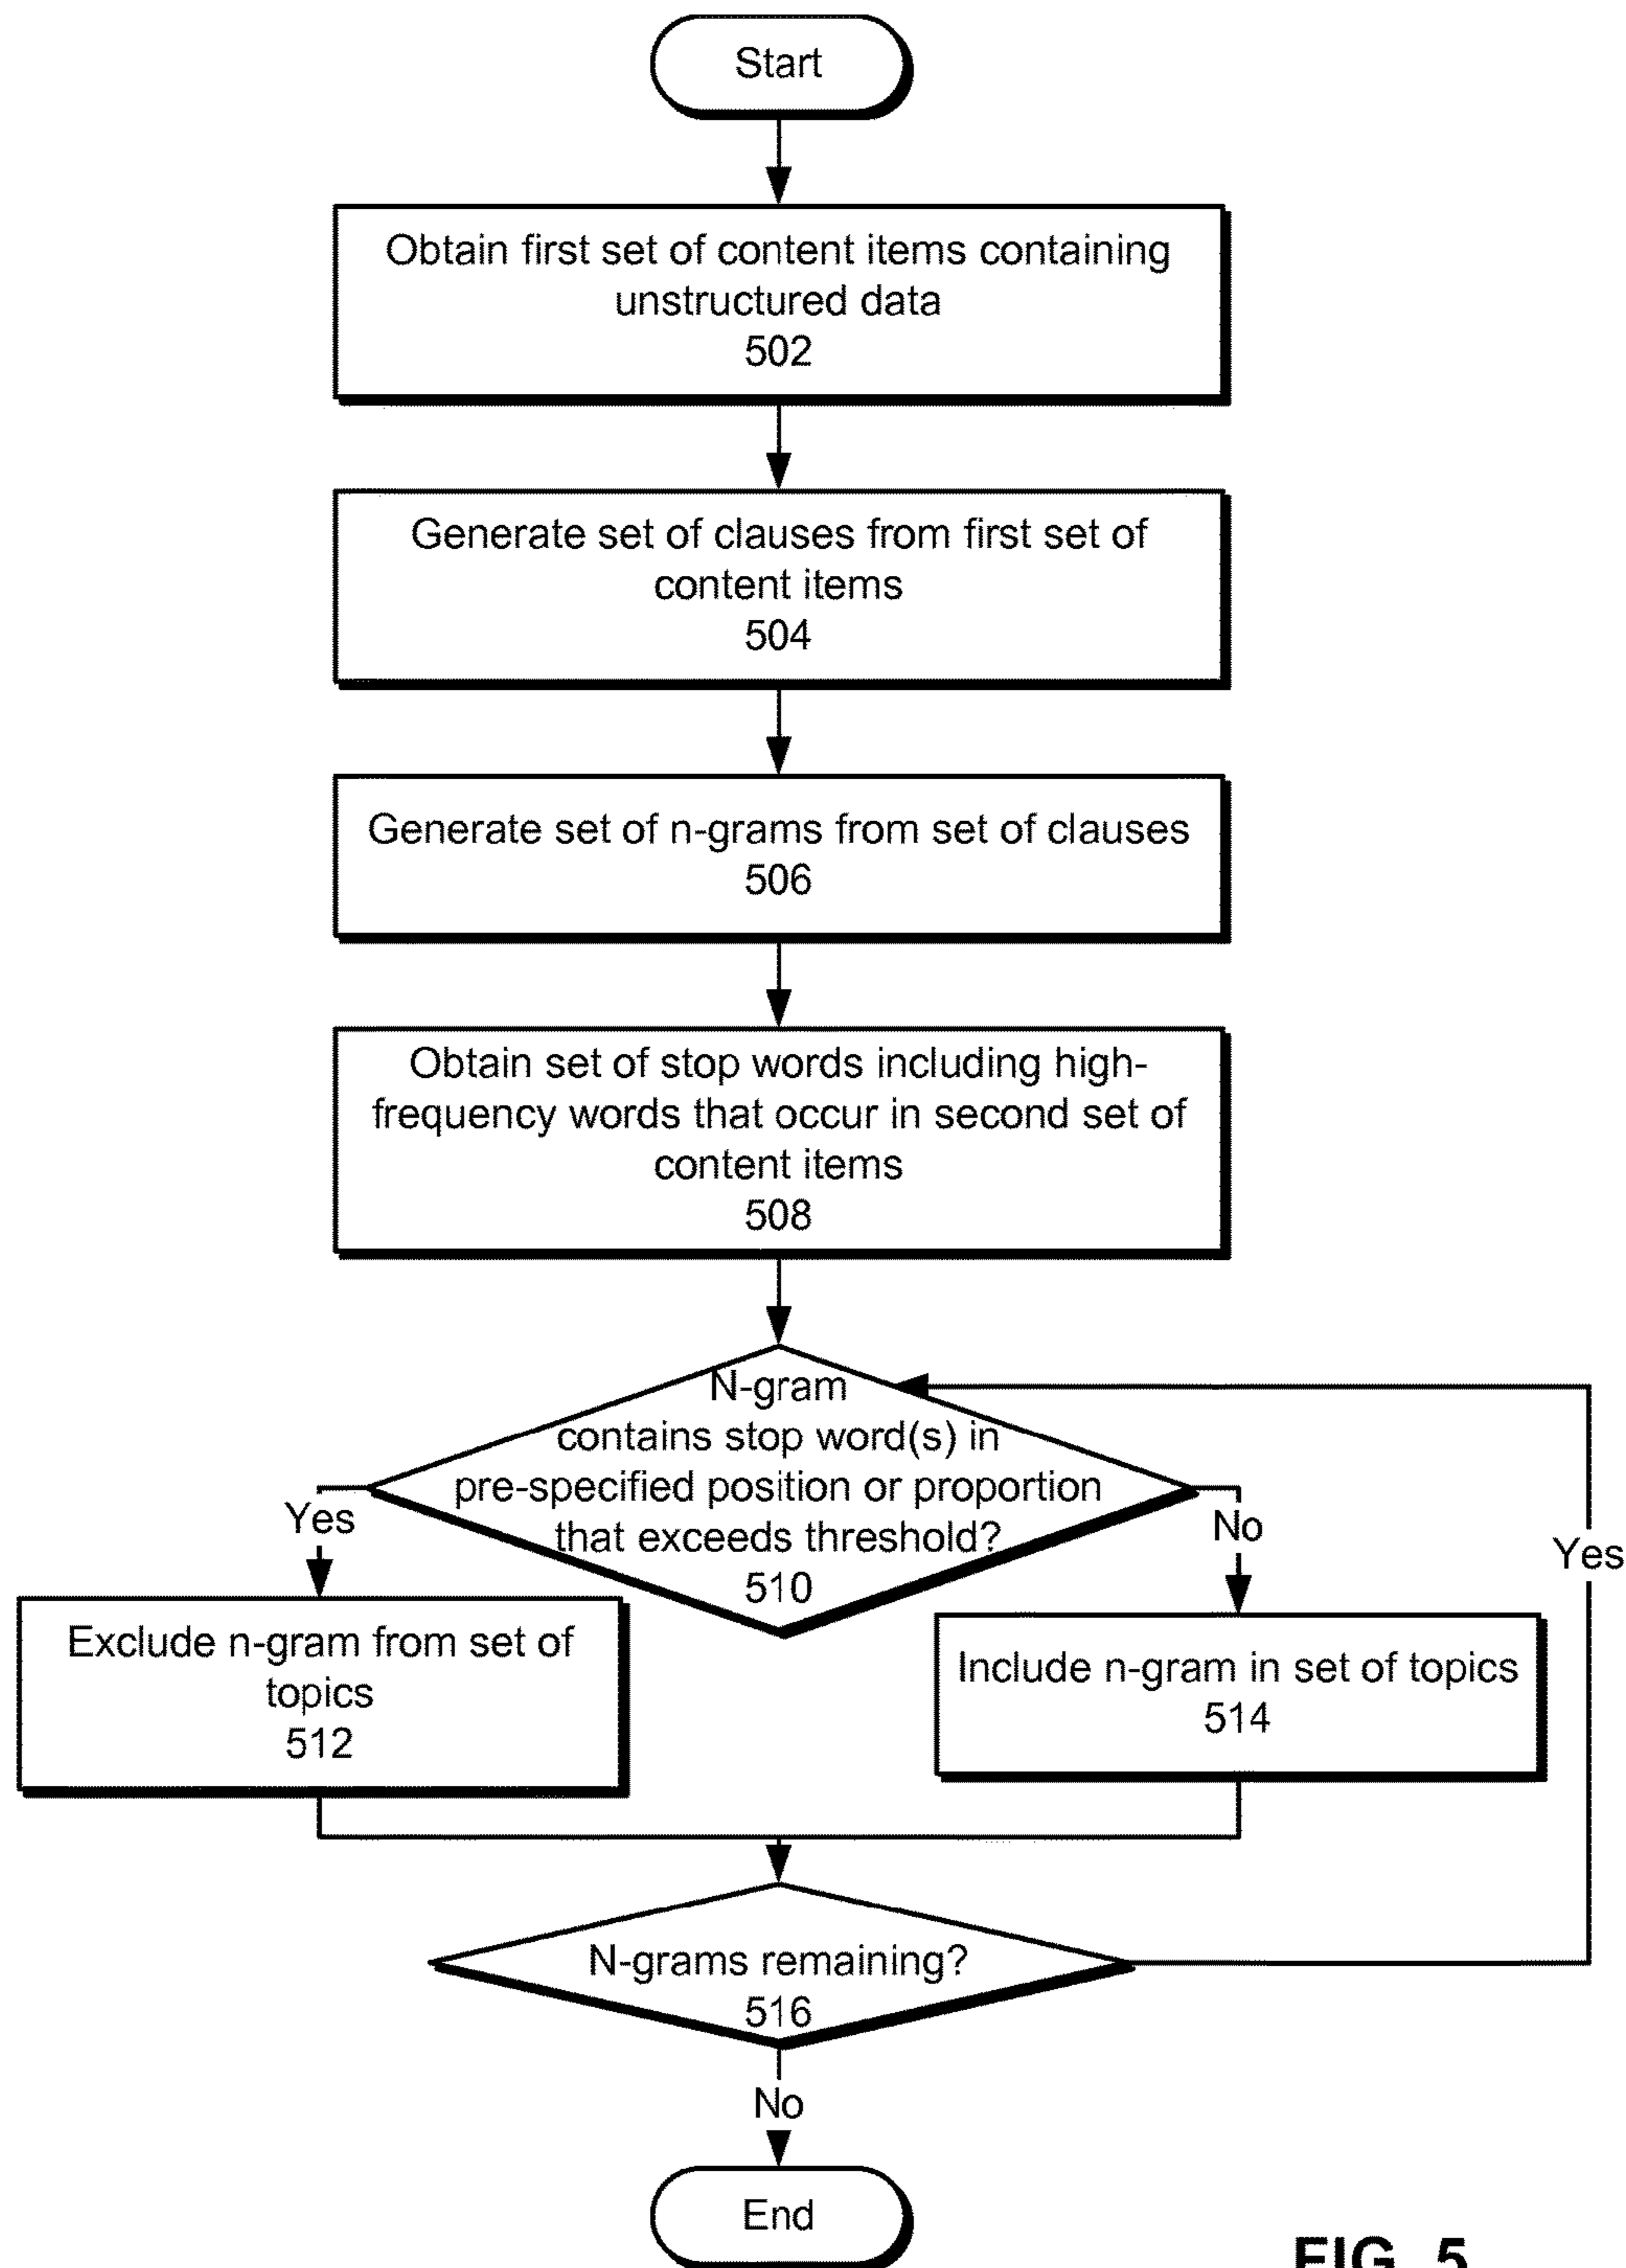 Start
Obtain first set of content items containing
unstructured data
502
Generate set of clauses from first set of
content items
504
Generate set of n-grams from set of clauses
506
Obtain set of stop words including high-
frequency words that occur in second set of
content items
508
N-gram
contains stop word(s) in
pre-specified position or proportion
that exceeds threshold?
510
Yes
No
Yes
Exclude n-gram from set of
topics
512
Include n-gram in set of topics
514
N-grams remaining?
516
No
End
FIG. 5